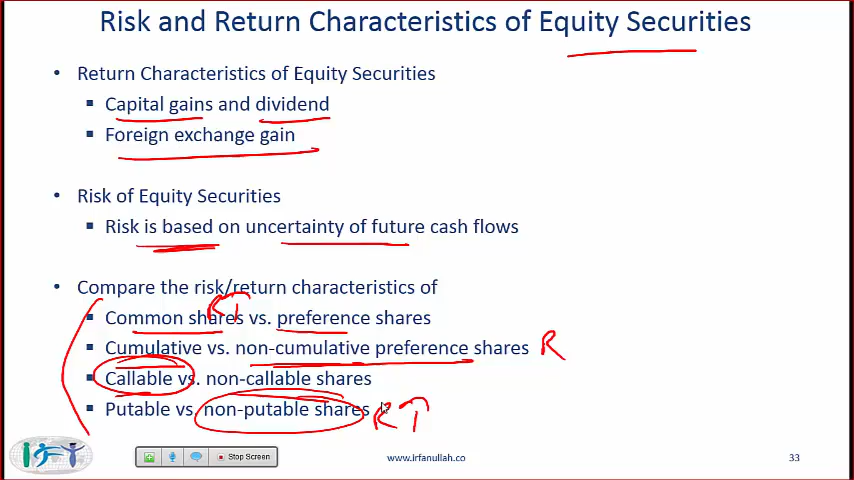 Risk and Return Characteristics of Equity Securities
• Return Characteristics of Equity Securities
▪ Capital gains and dividend
▪ Foreign exchange gain
• Risk of Equity Securities
▪ Risk is based on uncertainty of future cash flows
• Compare the risk/return characteristics of
R↑
▪ Common shares vs. preference shares
▪ Cumulative vs. non-cumulative preference shares R
▪ Callable vs. non-callable shares
▪ Putable vs. non-putable shares R↑
Stop Screen
www.irfanullah.co
33